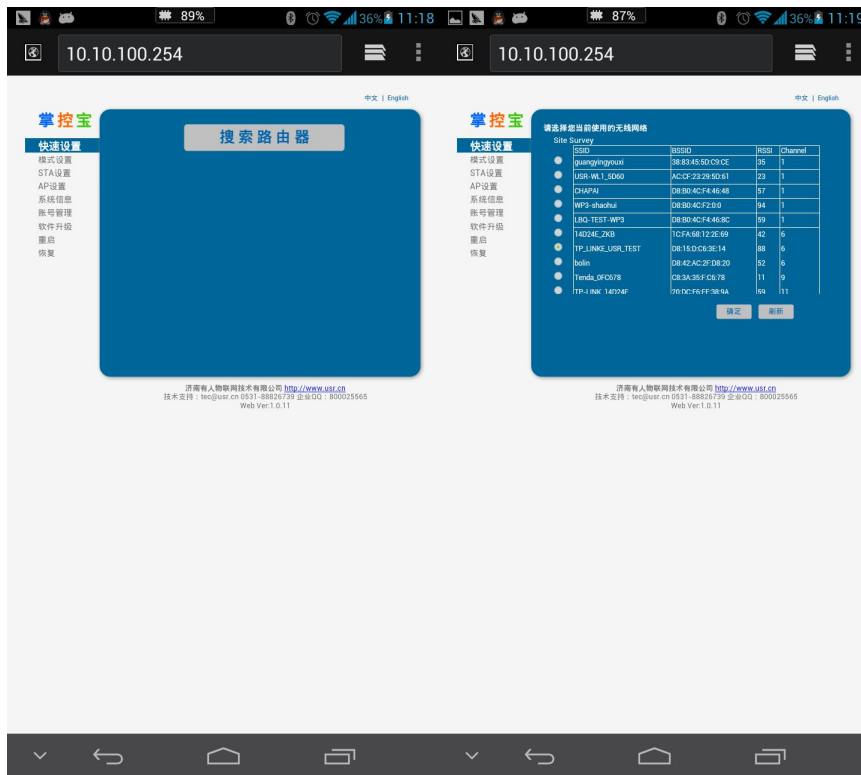 89%
36%
11:18
10.10.100.254
中文 | English
掌控宝
快速设置
模式设置
STA设置
AP设置
系统信息
账号管理
软件升级
重启
恢复
搜索路由器
济南有人物联网技术有限公司 http://www.usr.cn
技术支持：tec@usr.cn 0531-88826739 企业QQ：800025565
Web Ver:1.0.11
87%
36%
11:19
10.10.100.254
中文 | English
掌控宝
快速设置
模式设置
STA设置
AP设置
系统信息
账号管理
软件升级
重启
恢复
请选择您当前使用的无线网络
Site Survey
SSID BSSID RSSI Channel
guangyingyouxi 38:83:45:5D:C9:CE 35 1
USR-WL1_5D60 AC:CF:23:29:5D:61 23 1
CHAPAI D8:B0:4C:F4:46:48 57 1
WP3-shaohui D8:B0:4C:F2:0:0 94 1
LBQ-TEST-WP3 D8:B0:4C:F4:46:8C 59 1
14D24E_ZKB 1C:FA:68:12:2E:69 42 6
TP_LINKE_USR_TEST D8:15:D:C6:3E:14 88 6
bolin D8:42:AC:2F:D8:20 52 6
Tenda_0FC678 C8:3A:35:F:C6:78 11 9
TP-LINK_14D24E 20:DC:E6:FE:38:9A 59 11
确定 刷新
济南有人物联网技术有限公司 http://www.usr.cn
技术支持：tec@usr.cn 0531-88826739 企业QQ：800025565
Web Ver:1.0.11